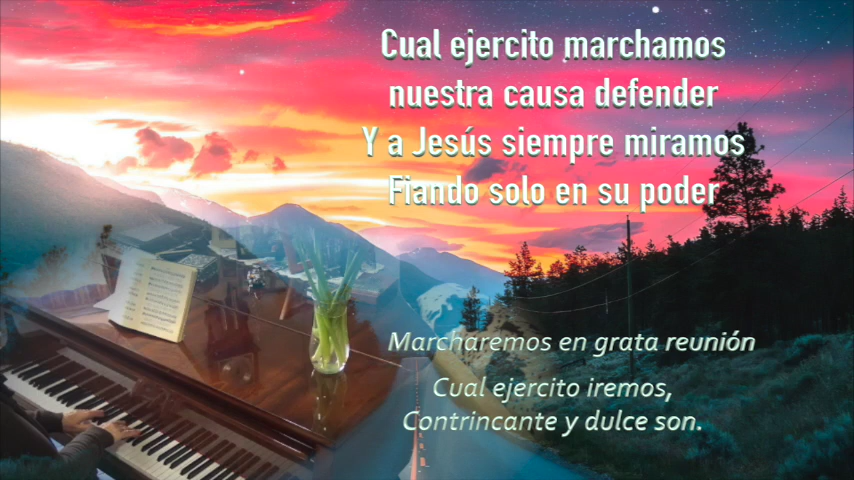 Cual ejercito marchamos
nuestra causa defender
Y a Jesús siempre miramos
Fiando solo en su poder
Marcharemos en grata reunión
Cual ejercito iremos,
Contrincante y dulce son.